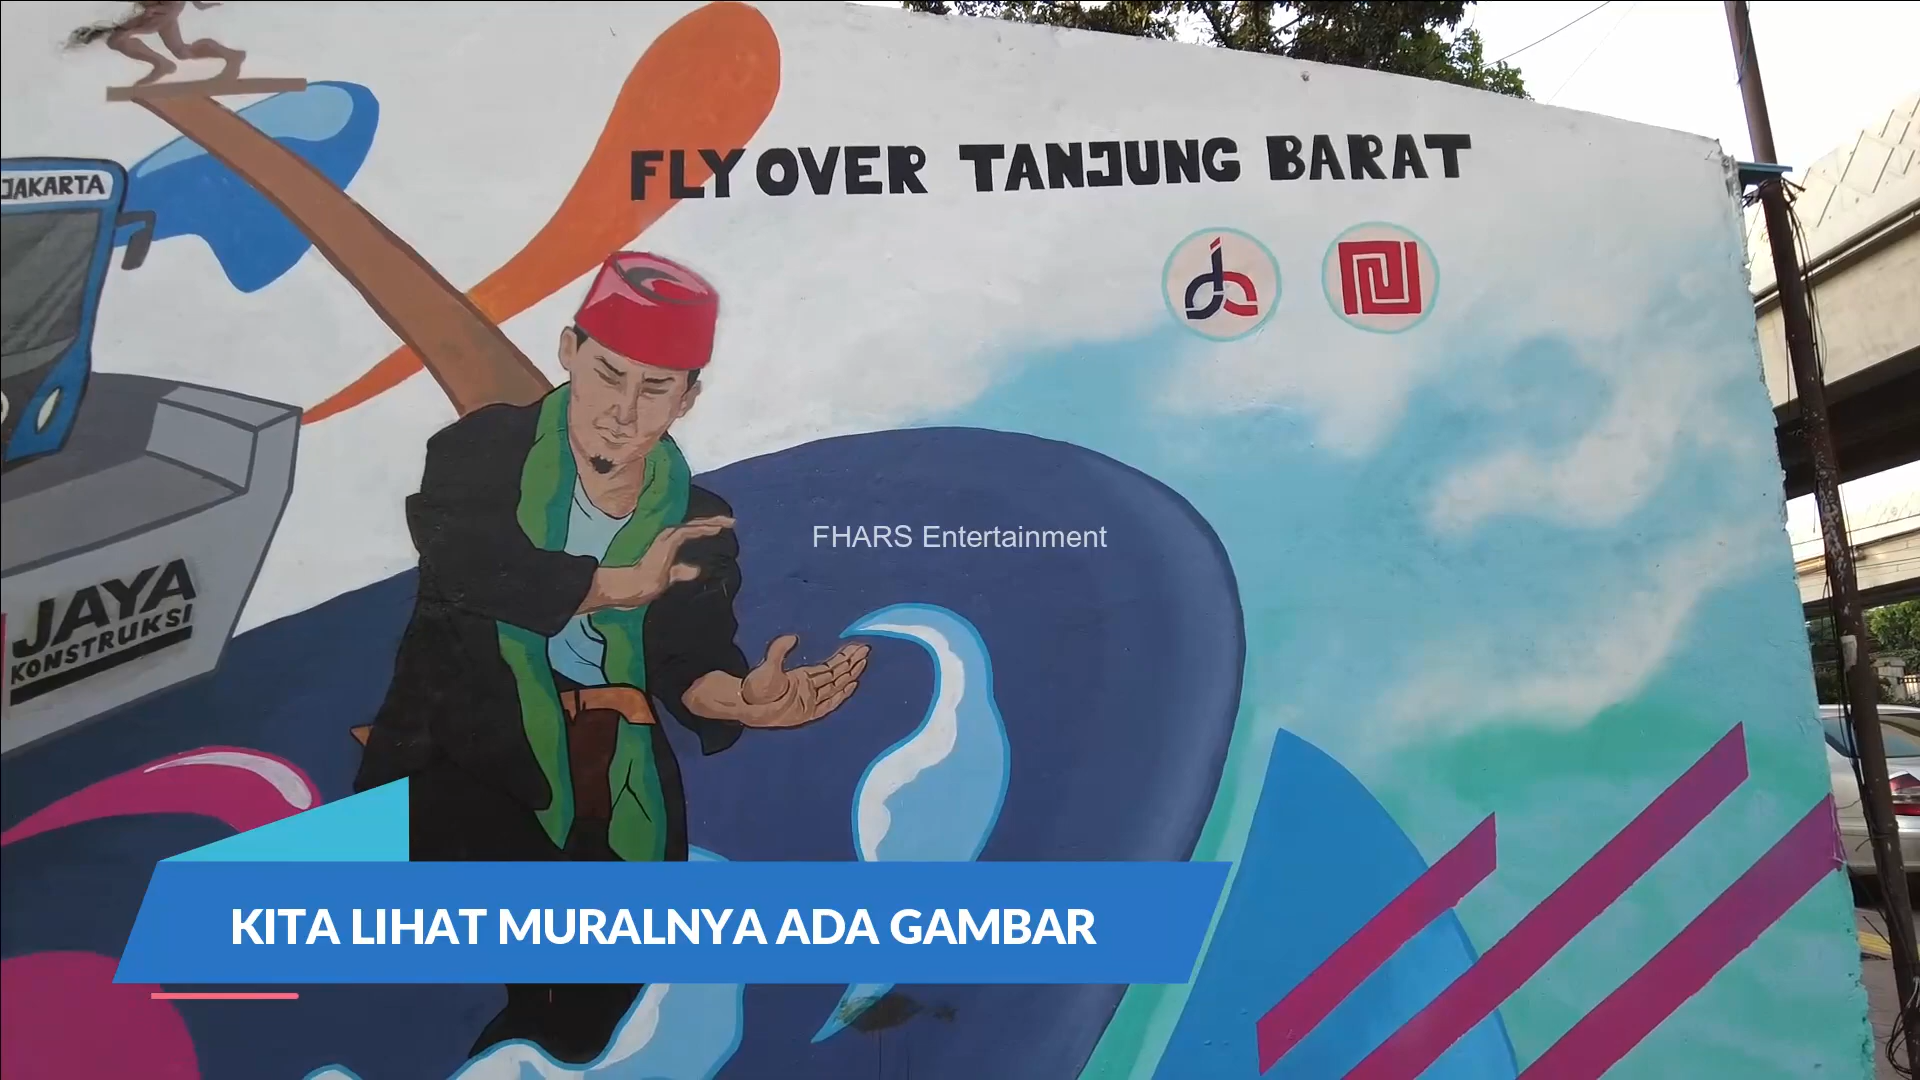 FLYOVER TANJUNG BARAT
JAKARTA
FHARS Entertainment
JAYA
KONSTRUKSI
KITA LIHAT MURALNYA ADA GAMBAR